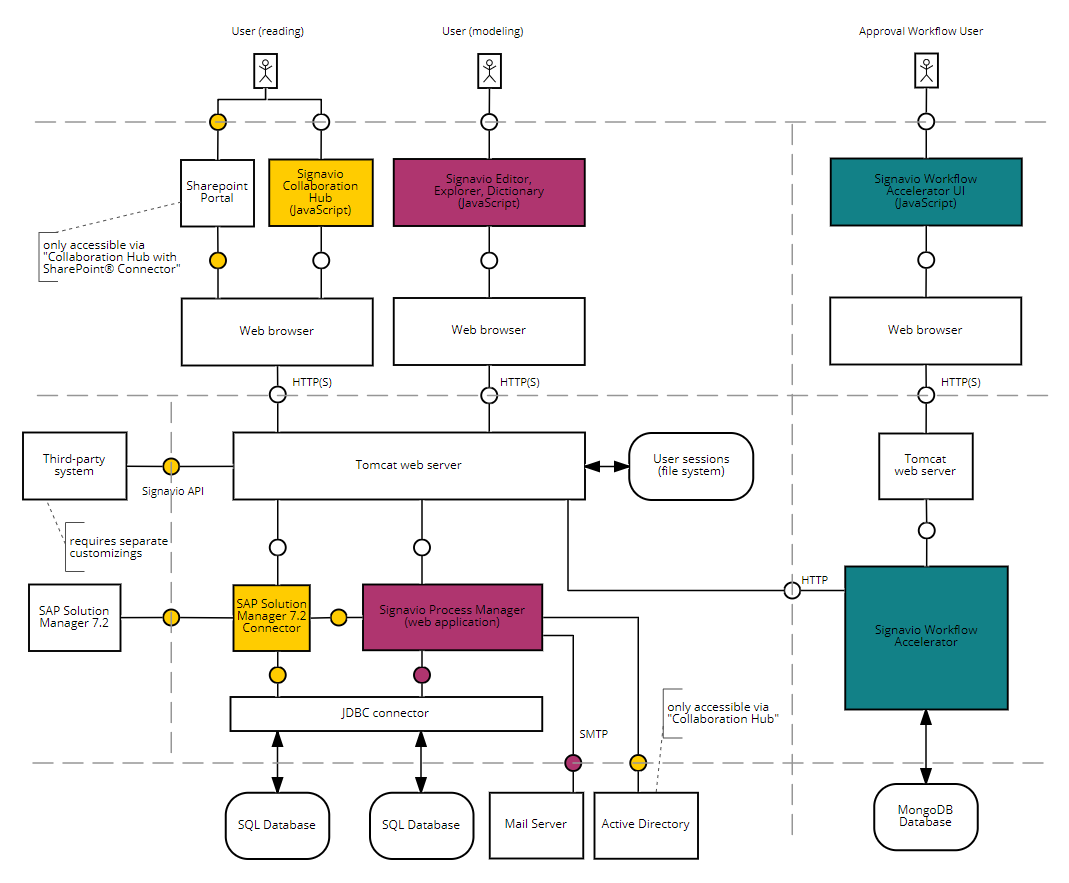 User (reading)
User (modeling)
Approval Workflow User
Sharepoint
Portal
Signavio
Collaboration
Hub
(JavaScript)
Signavio Editor,
Explorer, Dictionary
(JavaScript)
Signavio Workflow
Accelerator UI
(JavaScript)
only accessible via
"Collaboration Hub with
SharePoint® Connector"
Web browser
Web browser
Web browser
HTTP(S)
HTTP(S)
HTTP(S)
Third-party
system
Signavio API
Tomcat web server
User sessions
(file system)
Tomcat
web server
requires separate
customizings
SAP Solution
Manager 7.2
SAP Solution
Manager 7.2
Connector
Signavio Process Manager
(web application)
HTTP
Signavio Workflow
Accelerator
JDBC connector
only accessible via
"Collaboration Hub"
SMTP
SQL Database
SQL Database
Mail Server
Active Directory
MongoDB
Database